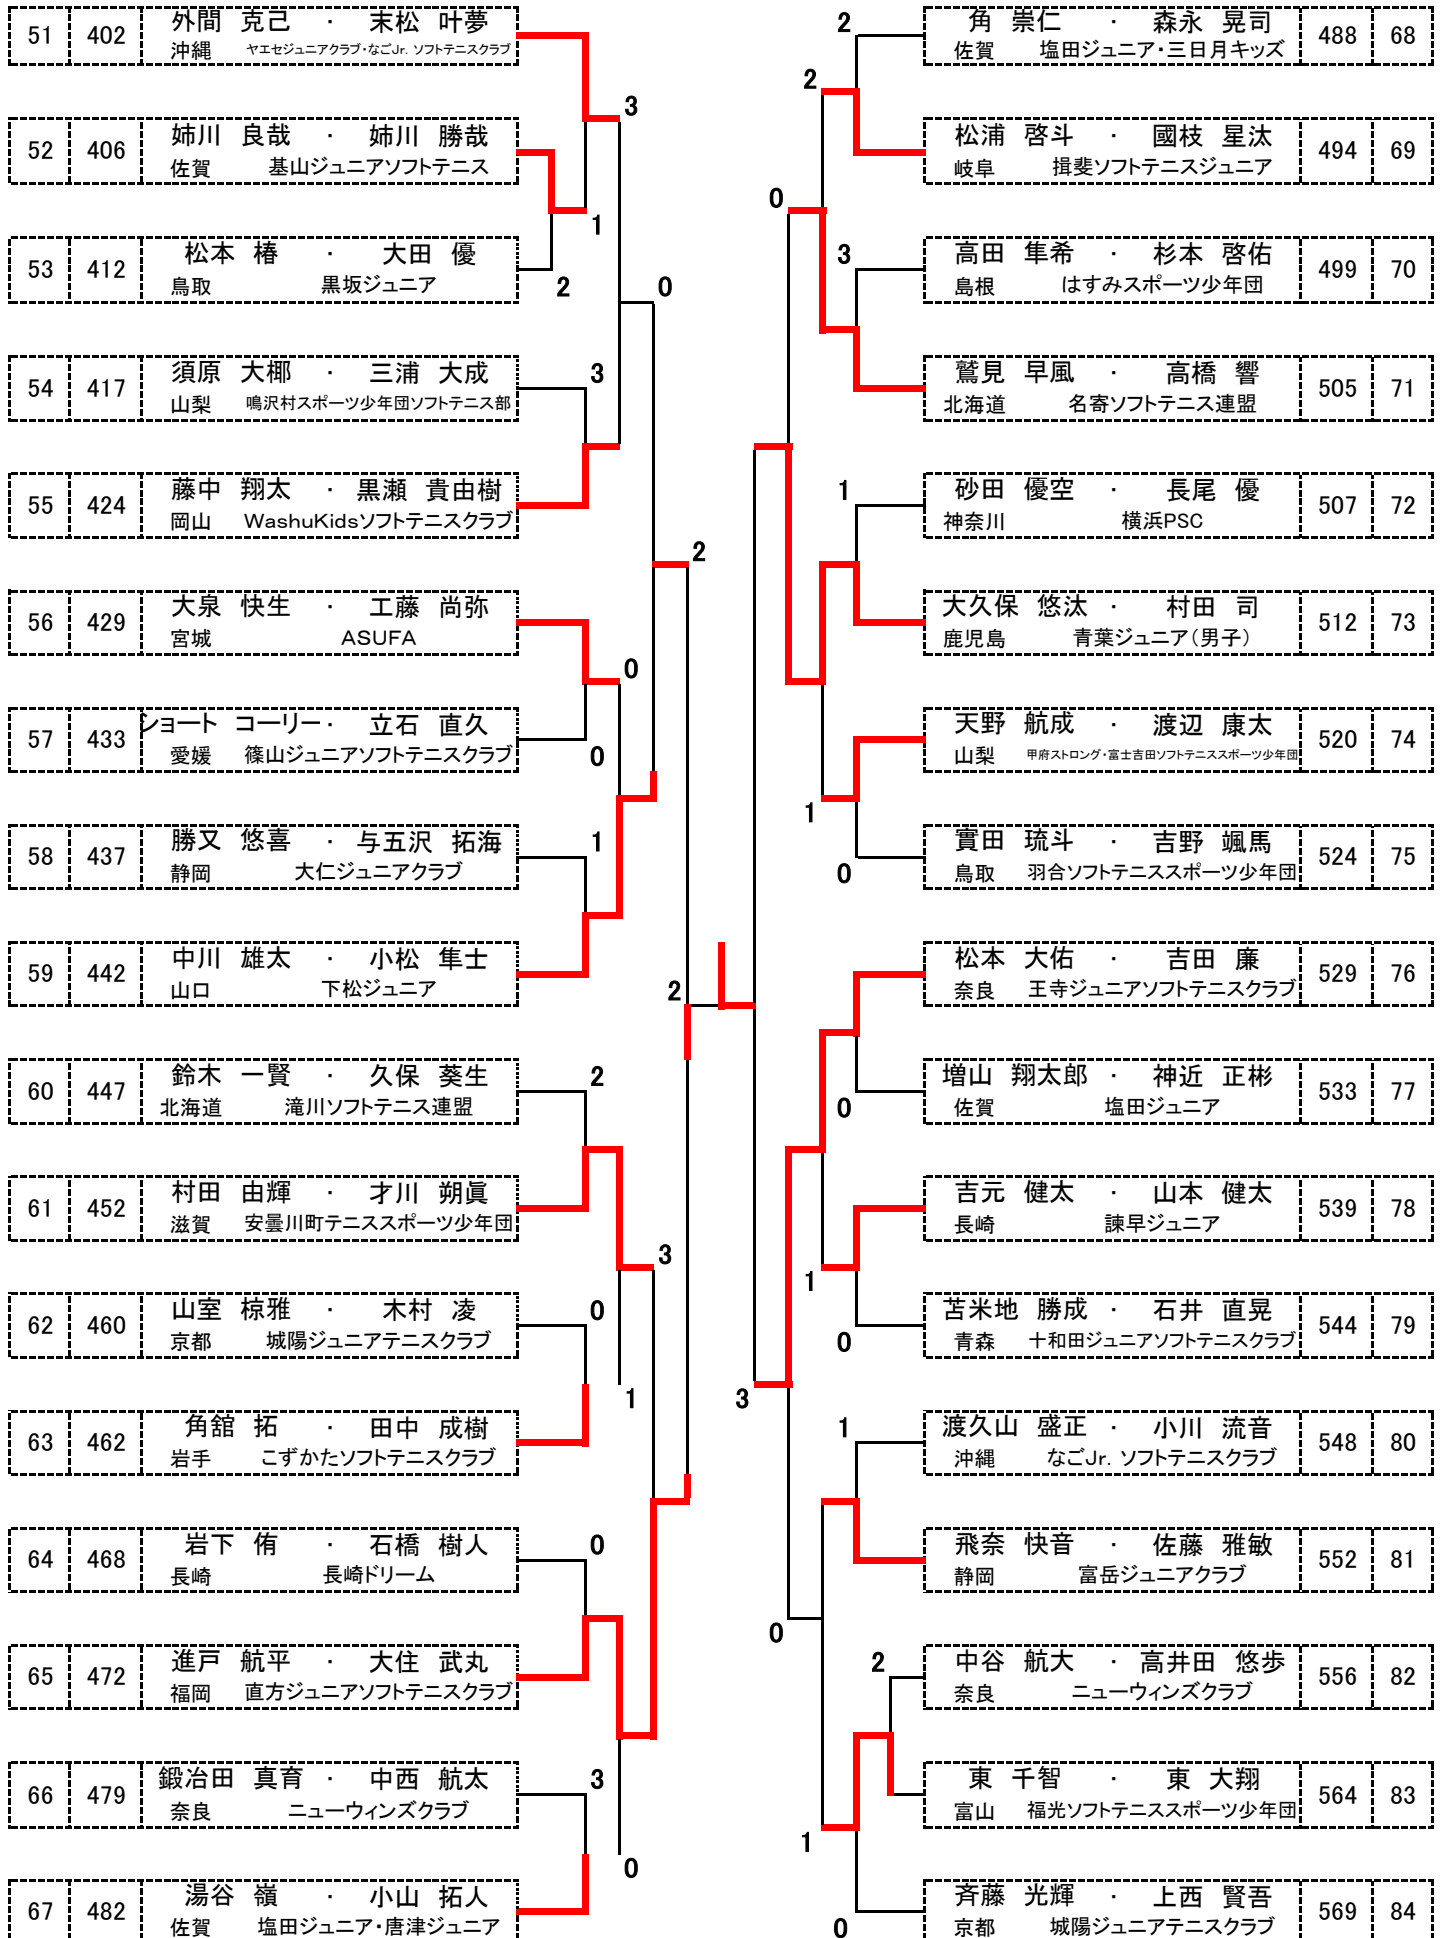 51 402 外間 克己 ・ 末松 叶夢
沖縄 ヤエセジュニアクラブ・なごJr. ソフトテニスクラブ
52 406 姉川 良哉 ・ 姉川 勝哉
佐賀 基山ジュニアソフトテニス
53 412 松本 椿 ・ 大田 優
鳥取 黒坂ジュニア
54 417 須原 大椰 ・ 三浦 大成
山梨 鳴沢村スポーツ少年団ソフトテニス部
55 424 藤中 翔太 ・ 黒瀬 貴由樹
岡山 WashuKidsソフトテニスクラブ
56 429 大泉 快生 ・ 工藤 尚弥
宮城 ASUFA
57 433 ショート コーリー ・ 立石 直久
愛媛 篠山ジュニアソフトテニスクラブ
58 437 勝又 悠喜 ・ 与五沢 拓海
静岡 大仁ジュニアクラブ
59 442 中川 雄太 ・ 小松 隼士
山口 下松ジュニア
60 447 鈴木 一賢 ・ 久保 葵生
北海道 滝川ソフトテニス連盟
61 452 村田 由輝 ・ 才川 朔眞
滋賀 安曇川町テニススポーツ少年団
62 460 山室 椋雅 ・ 木村 凌
京都 城陽ジュニアテニスクラブ
63 462 角舘 拓 ・ 田中 成樹
岩手 こずかたソフトテニスクラブ
64 468 岩下 侑 ・ 石橋 樹人
長崎 長崎ドリーム
65 472 進戸 航平 ・ 大住 武丸
福岡 直方ジュニアソフトテニスクラブ
66 479 鍛冶田 真育 ・ 中西 航太
奈良 ニューウィンズクラブ
67 482 湯谷 嶺 ・ 小山 拓人
佐賀 塩田ジュニア・唐津ジュニア
3
1
2
0
3
2
0
0
1
2
2
3
0
1
0
3
0
2
2
0
3
1
1
0
0
1
0
3
1
0
2
1
0
角 崇仁 ・ 森永 晃司 488 68
佐賀 塩田ジュニア・三日月キッズ
松浦 啓斗 ・ 國枝 星汰 494 69
岐阜 揖斐ソフトテニスジュニア
高田 隼希 ・ 杉本 啓佑 499 70
島根 はすみスポーツ少年団
鷲見 早風 ・ 高橋 響 505 71
北海道 名寄ソフトテニス連盟
砂田 優空 ・ 長尾 優 507 72
神奈川 横浜PSC
大久保 悠汰 ・ 村田 司 512 73
鹿児島 青葉ジュニア(男子)
天野 航成 ・ 渡辺 康太 520 74
山梨 甲府ストロング・富士吉田ソフトテニススポーツ少年団
實田 琉斗 ・ 吉野 颯馬 524 75
鳥取 羽合ソフトテニススポーツ少年団
松本 大佑 ・ 吉田 廉 529 76
奈良 王寺ジュニアソフトテニスクラブ
増山 翔太郎 ・ 神近 正彬 533 77
佐賀 塩田ジュニア
吉元 健太 ・ 山本 健太 539 78
長崎 諫早ジュニア
苫米地 勝成 ・ 石井 直晃 544 79
青森 十和田ジュニアソフトテニスクラブ
渡久山 盛正 ・ 小川 流音 548 80
沖縄 なごJr. ソフトテニスクラブ
飛奈 快音 ・ 佐藤 雅敏 552 81
静岡 富岳ジュニアクラブ
中谷 航大 ・ 高井田 悠歩 556 82
奈良 ニューウィンズクラブ
東 千智 ・ 東 大翔 564 83
富山 福光ソフトテニススポーツ少年団
斉藤 光輝 ・ 上西 賢吾 569 84
京都 城陽ジュニアテニスクラブ